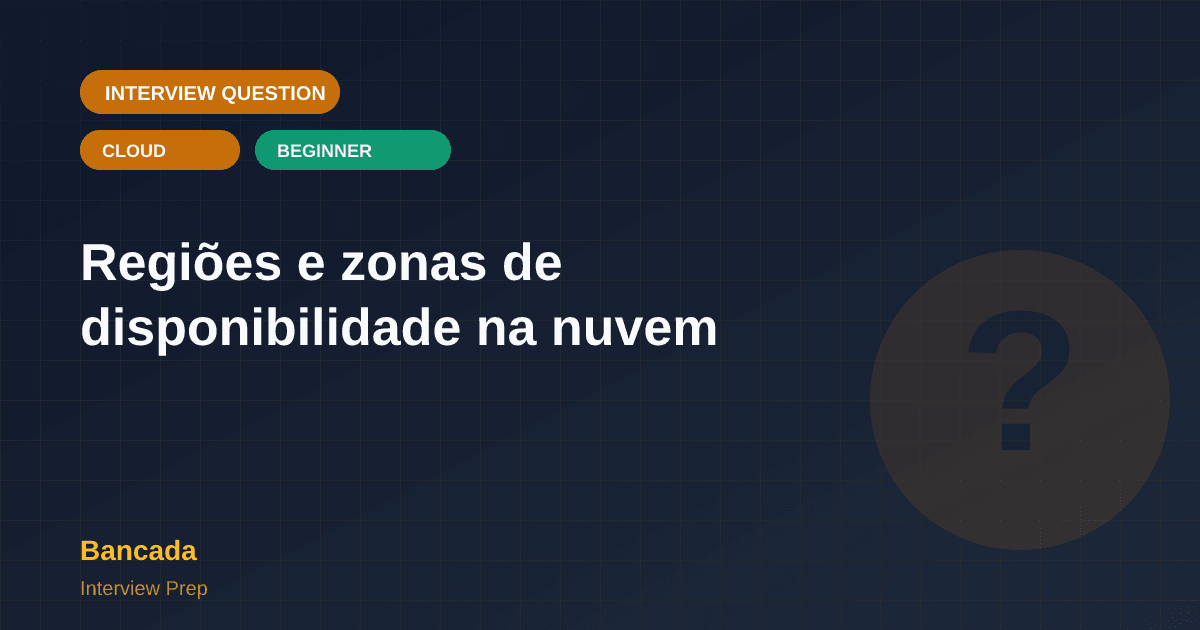 INTERVIEW QUESTION
CLOUD
BEGINNER
Regiões e zonas de
disponibilidade na nuvem
?
Bancada
Interview Prep